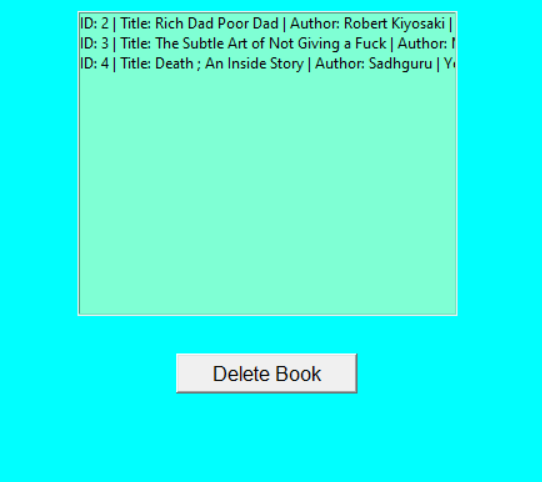 ID: 2 | Title: Rich Dad Poor Dad | Author: Robert Kiyosaki |
ID: 3 | Title: The Subtle Art of Not Giving a Fuck | Author:
ID: 4 | Title: Death ; An Inside Story | Author: Sadhguru |
Delete Book